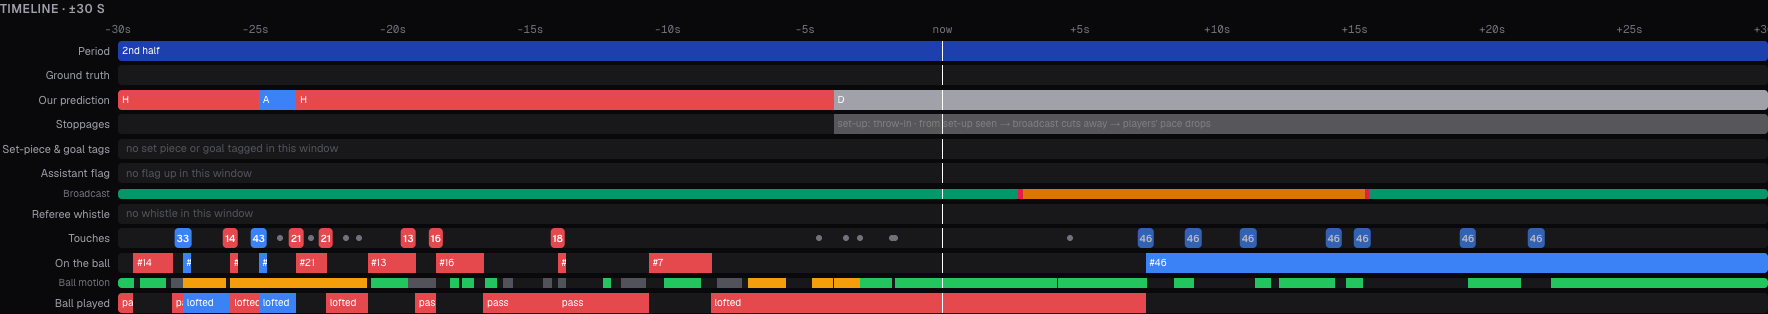 TIMELINE · ±30 S
-30s -25s -20s -15s -10s -5s now +5s +10s +15s +20s +25s +3
Period 2nd half
Ground truth
Our prediction H A H D
Stoppages set-up: throw-in · from set-up seen → broadcast cuts away → players' pace drops
Set-piece & goal tags no set piece or goal tagged in this window
Assistant flag no flag up in this window
Broadcast
Referee whistle no whistle in this window
Touches 33 14 43 21 21 13 16 18 46 46 46 46 46 46 46
On the ball #14 # # # #21 #13 #16 # #7 #46
Ball motion
Ball played pa pa lofted lofted lofted lofted pas pass pass lofted